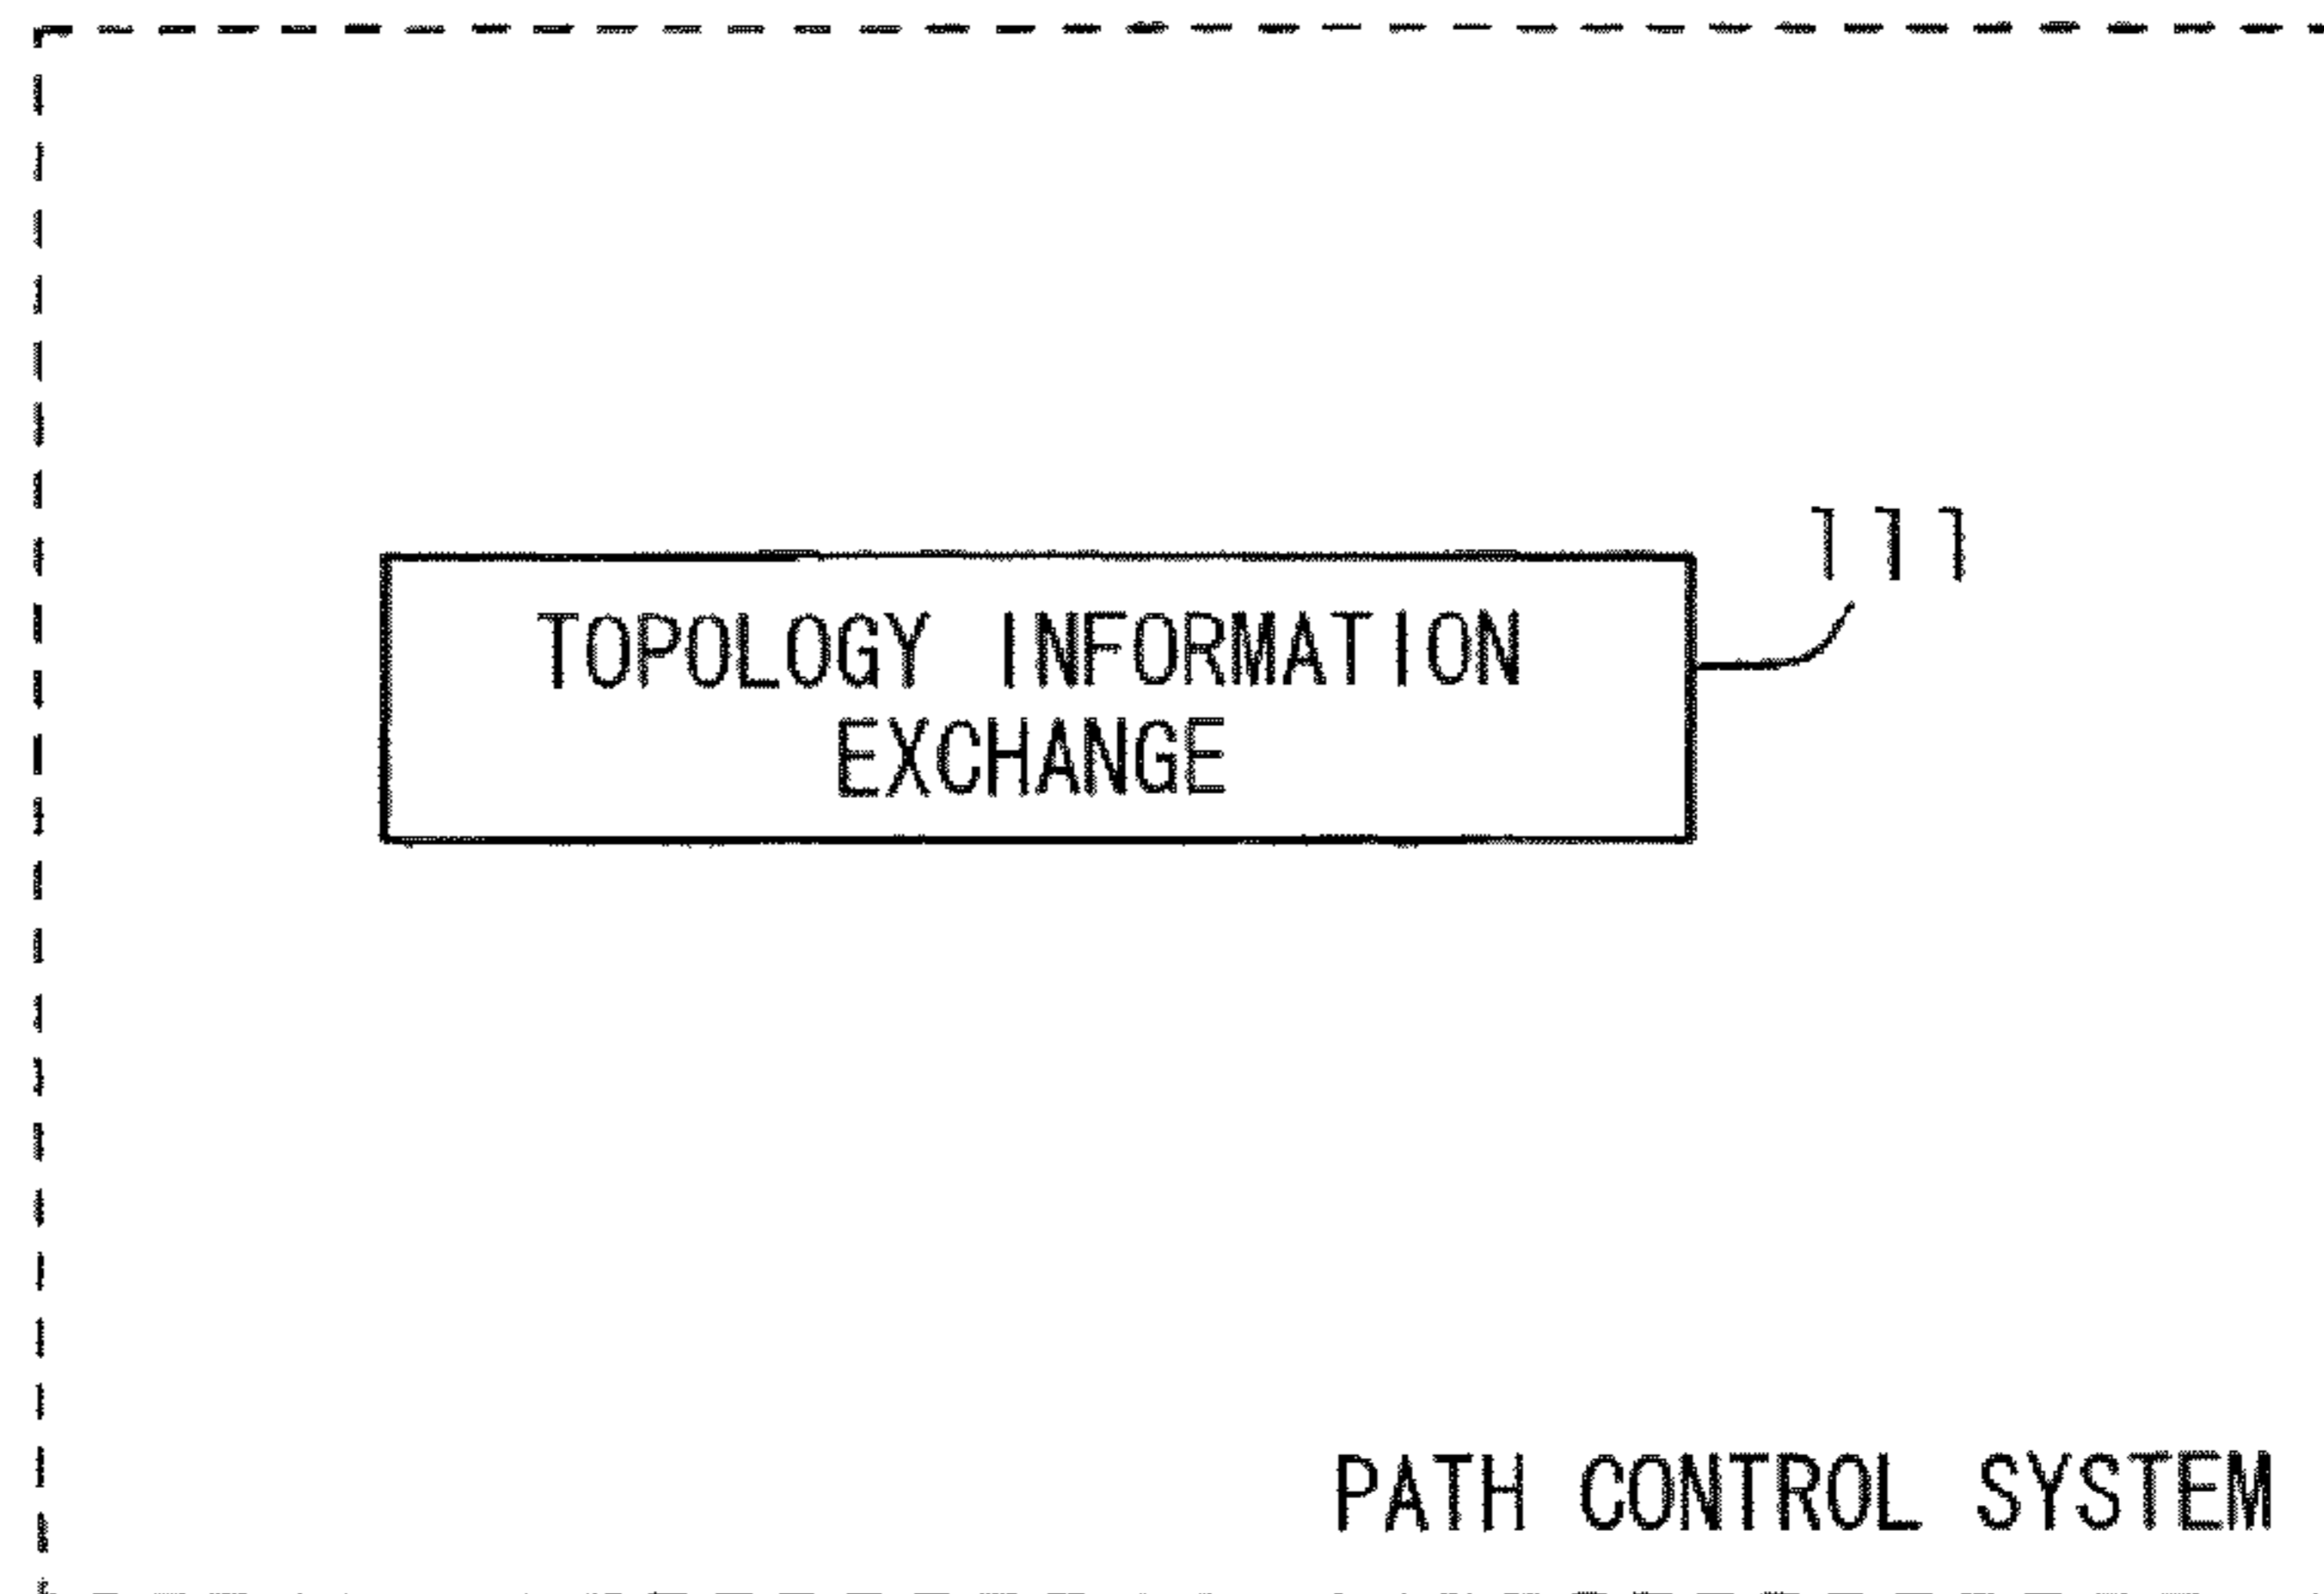 111
TOPOLOGY INFORMATION
EXCHANGE
PATH CONTROL SYSTEM